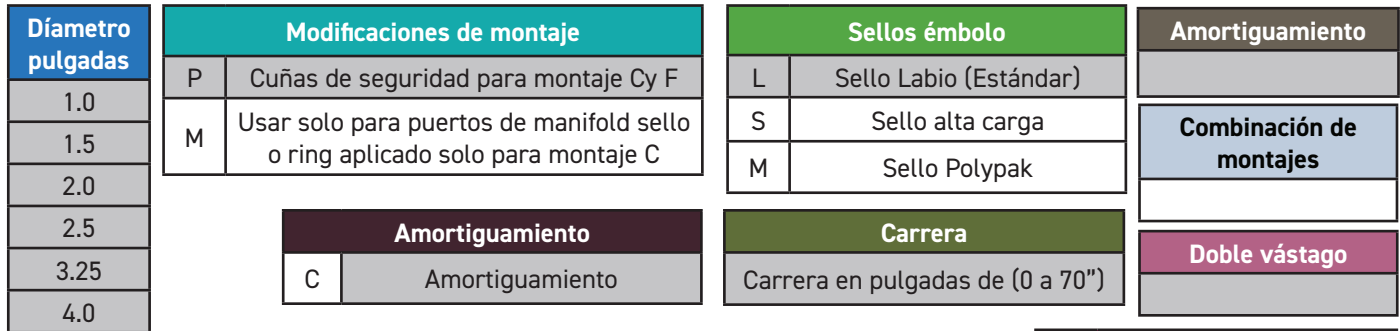 Díametro
pulgadas
1.0
1.5
2.0
2.5
3.25
4.0
Modificaciones de montaje
P Cuñas de seguridad para montaje Cy F
M Usar solo para puertos de manifold sello
o ring aplicado solo para montaje C
Amortiguamiento
C Amortiguamiento
Sellos émbolo
L Sello Labio (Estándar)
S Sello alta carga
M Sello Polypak
Carrera
Carrera en pulgadas de (0 a 70”)
Amortiguamiento
Combinación de
montajes
Doble vástago